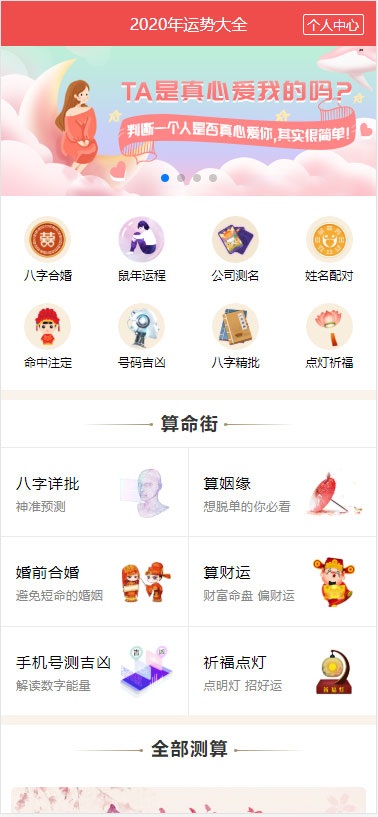 2020年运势大全
个人中心
TA是真心爱我的吗?
判断一个人是否真心爱你,其实很简单!
八字合婚
鼠年运程
公司测名
姓名配对
命中注定
号码吉凶
八字精批
点灯祈福
算命街
八字详批
神准预测
算姻缘
想脱单的你必看
婚前合婚
避免短命的婚姻
算财运
财富命盘 偏财运
手机号测吉凶
解读数字能量
吉
凶
祈福点灯
点明灯 招好运
祈福灯
全部测算